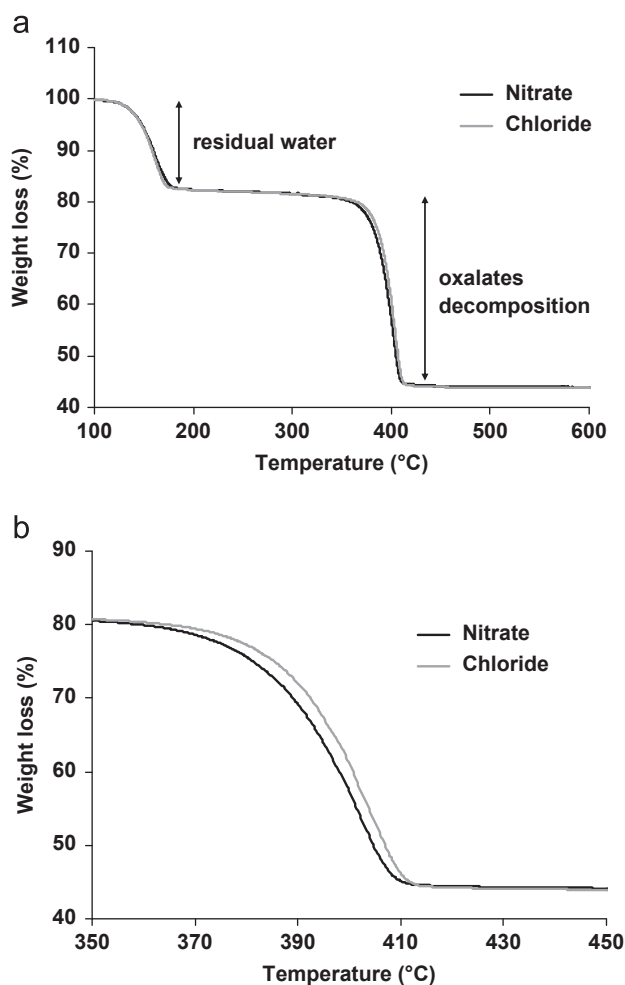 a
110
100
90
80
70
60
50
40
Weight loss (%)
Nitrate
Chloride
residual water
oxalates
decomposition
100 200 300 400 500 600
Temperature (°C)
b
90
80
70
60
50
40
Weight loss (%)
Nitrate
Chloride
350 370 390 410 430 450
Temperature (°C)